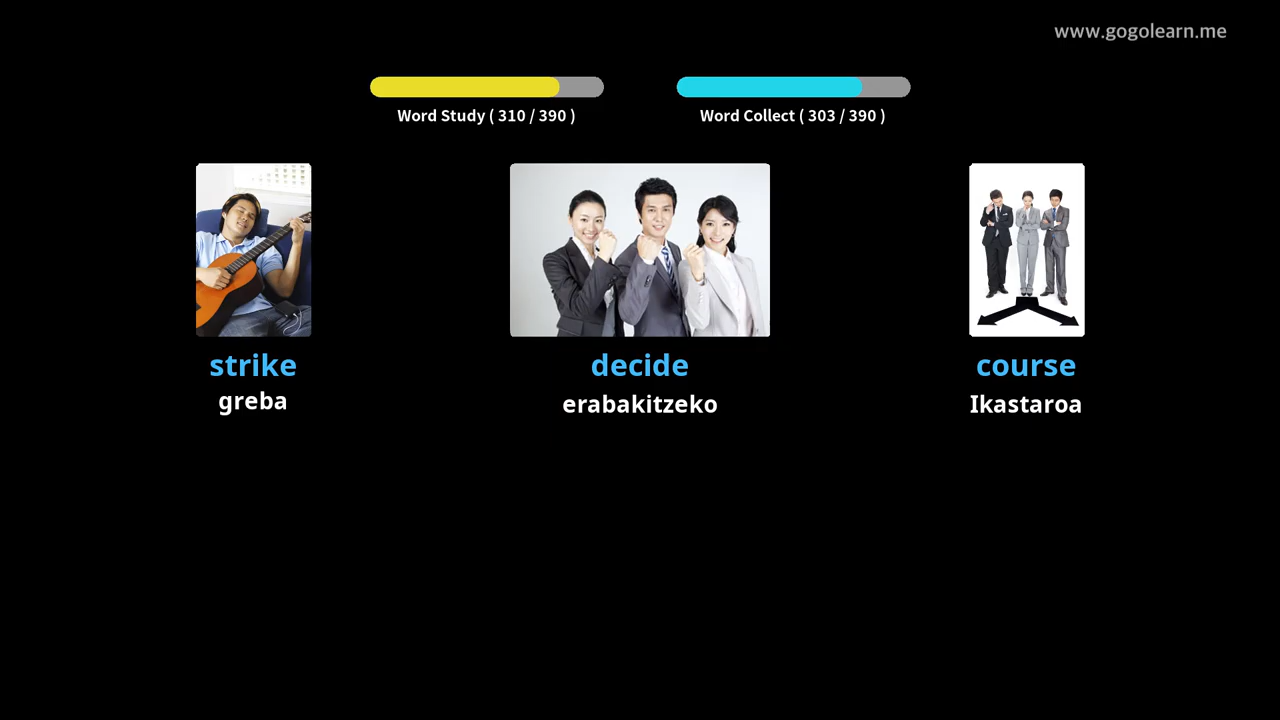 www.gogolearn.me
Word Study ( 310 / 390 )
Word Collect ( 303 / 390 )
strike
greba
decide
erabakitzeko
course
Ikastaroa